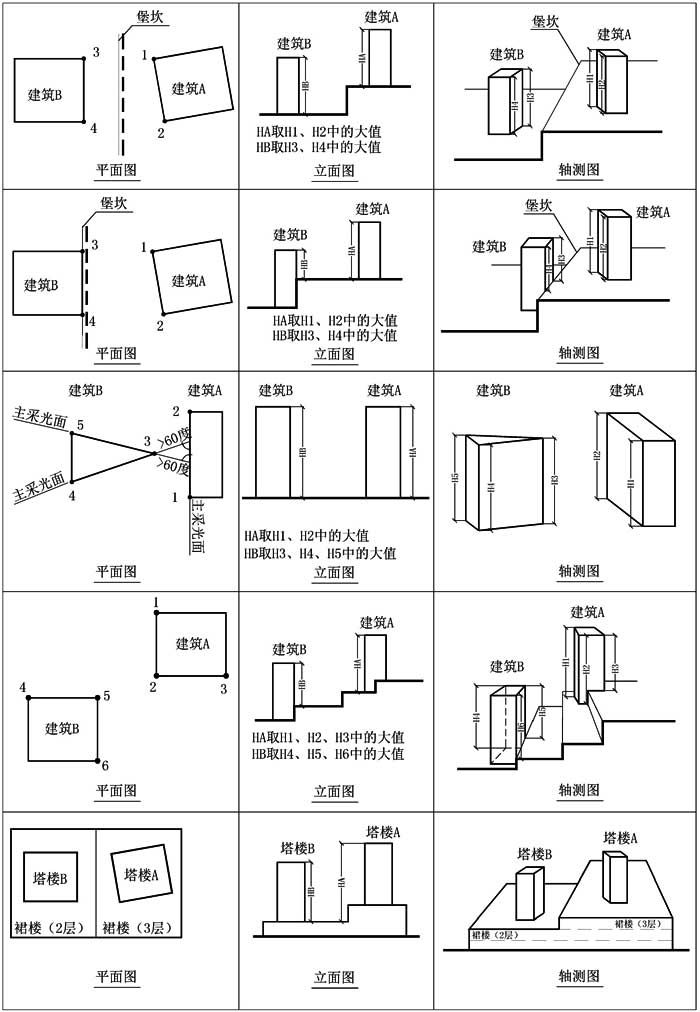 堡坎
3
1
建筑B
建筑A
4
2
平面图
建筑A
建筑B
HA
HB
HA取H1、H2中的大值
HB取H3、H4中的大值
立面图
堡坎
建筑A
建筑B
H1
H2
H4
H3
轴测图
堡坎
3
1
建筑B
建筑A
4
2
平面图
建筑A
建筑B
HA
HB
HA取H1、H2中的大值
HB取H3、H4中的大值
立面图
堡坎
建筑A
建筑B
H1
H2
H4
H3
轴测图
建筑B
建筑A
主采光面
5
2
3
>60度
>60度
主采光面
4
1
主采光面
平面图
建筑B
建筑A
HB
HA
HA取H1、H2中的大值
HB取H3、H4、H5中的大值
立面图
建筑B
建筑A
H5
H4
H3
H2
H1
轴测图
1
建筑A
2
3
4
5
建筑B
6
平面图
建筑A
建筑B
HA
HB
HA取H1、H2、H3中的大值
HB取H4、H5、H6中的大值
立面图
建筑A
建筑B
H1
H2
H3
H4
H5
H6
轴测图
塔楼B
塔楼A
裙楼（2层）
裙楼（3层）
平面图
塔楼A
塔楼B
HB
HA
立面图
塔楼A
塔楼B
裙楼（3层）
裙楼（2层）
轴测图